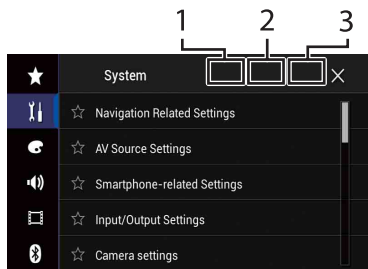 1 2 3
System
Navigation Related Settings
AV Source Settings
Smartphone-related Settings
Input/Output Settings
Camera settings